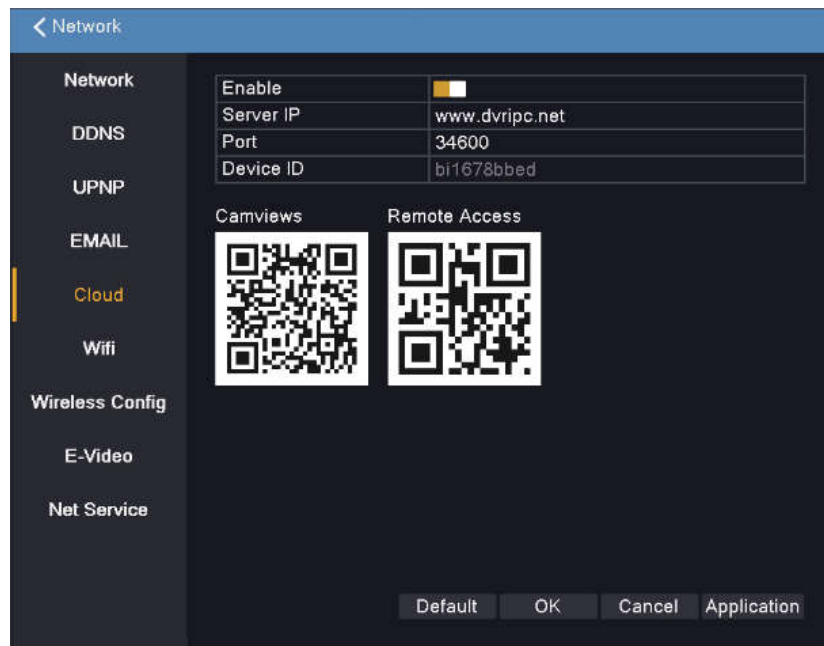 Network
Network
DDNS
UPNP
EMAIL
Cloud
Wifi
Wireless Config
E-Video
Net Service
Enable
Server IP www.dvripc.net
Port 34600
Device ID bi1678bbed
Camviews Remote Access
Default OK Cancel Application